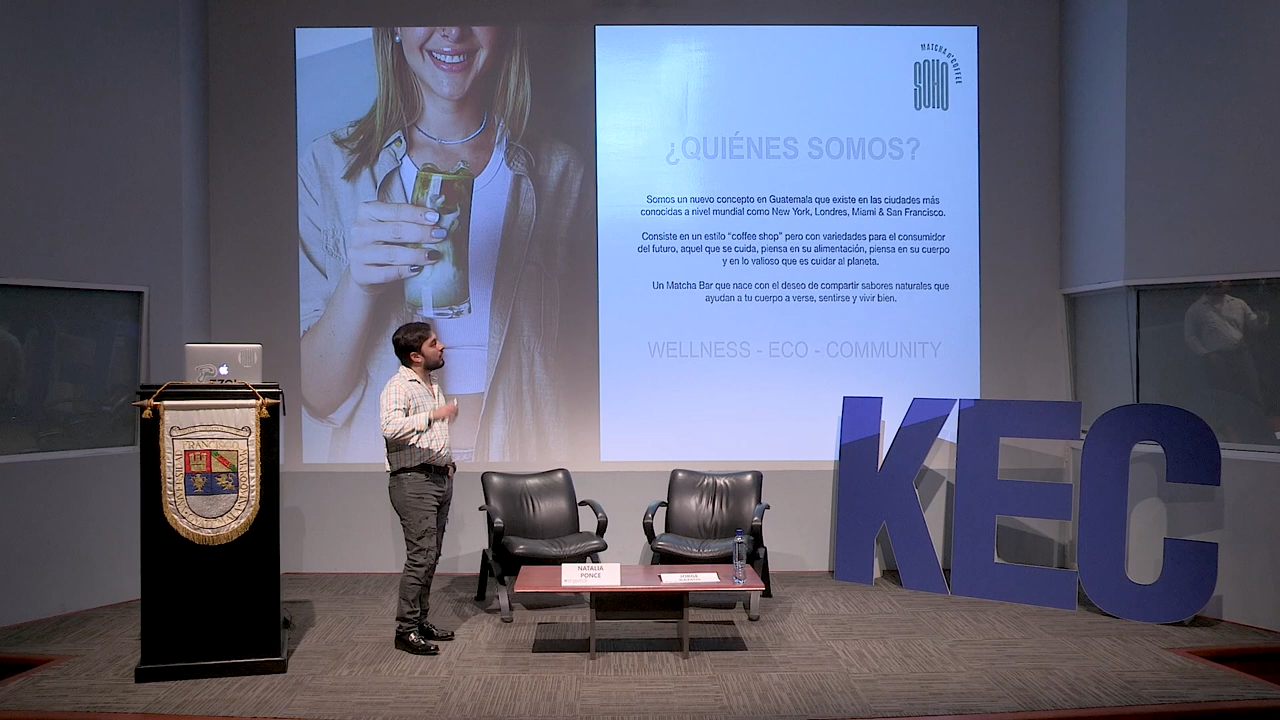 MATCHA n' COFFEE
SOHO
¿QUIÉNES SOMOS?
Somos un nuevo concepto en Guatemala que existe en las ciudades más
conocidas a nivel mundial como New York, Londres, Miami & San Francisco.
Consiste en un estilo “coffee shop” pero con variedades para el consumidor
del futuro, aquel que se cuida, piensa en su alimentación, piensa en su cuerpo
y en lo valioso que es cuidar al planeta.
Un Matcha Bar que nace con el deseo de compartir sabores naturales que
ayudan a tu cuerpo a verse, sentirse y vivir bien.
WELLNESS - ECO - COMMUNITY
KEC
FRANCISCO
NATALIA
PONCE
JORGE